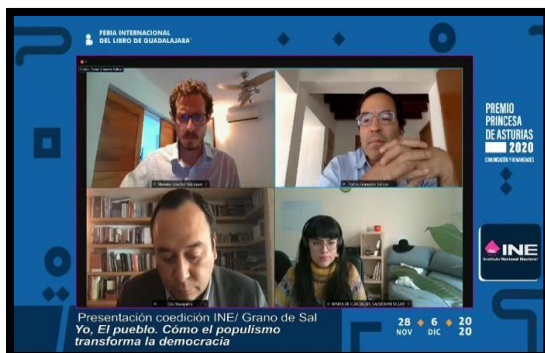 FERIA INTERNACIONAL
DEL LIBRO DE GUADALAJARA
PREMIO
PRINCESA
DE ASTURIAS
2020
COMUNICACIÓN Y HUMANIDADES
INE
Instituto Nacional Electoral
Presentación coedición INE/ Grano de Sal
Yo, El pueblo. Cómo el populismo
transforma la democracia
28 6 20
NOV DIC 20